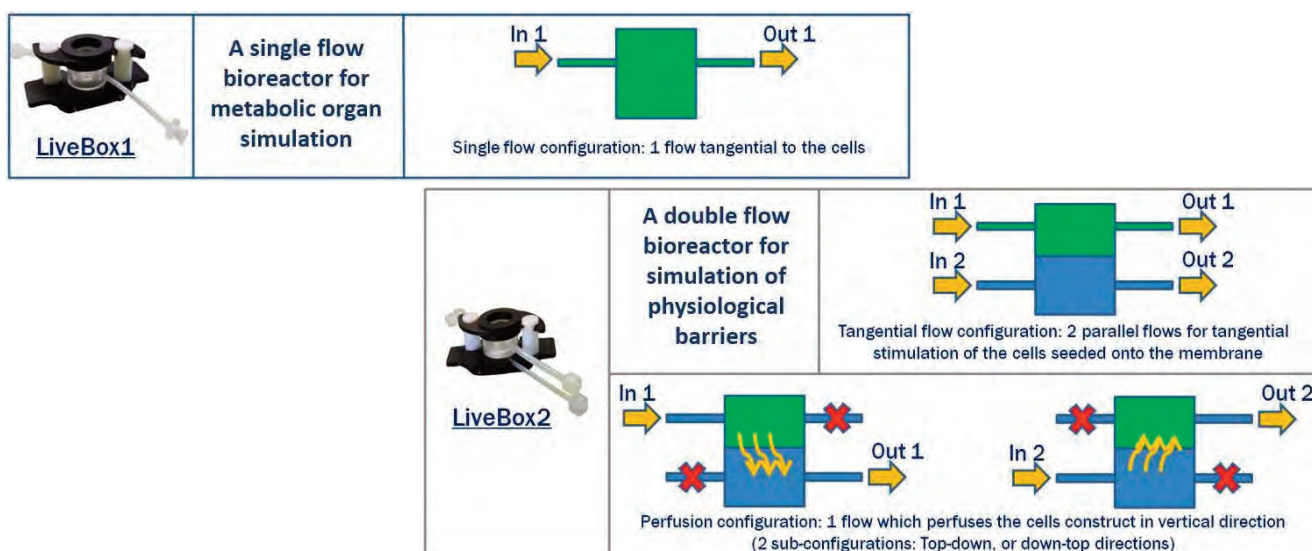 LiveBox1
A single flow
bioreactor for
metabolic organ
simulation
In 1
Out 1
Single flow configuration: 1 flow tangential to the cells
LiveBox2
A double flow
bioreactor for
simulation of
physiological
barriers
In 1
Out 1
In 2
Out 2
Tangential flow configuration: 2 parallel flows for tangential
stimulation of the cells seeded onto the membrane
In 1
Out 1
Out 2
In 2
Perfusion configuration: 1 flow which perfuses the cells construct in vertical direction
(2 sub-configurations: Top-down, or down-top directions)